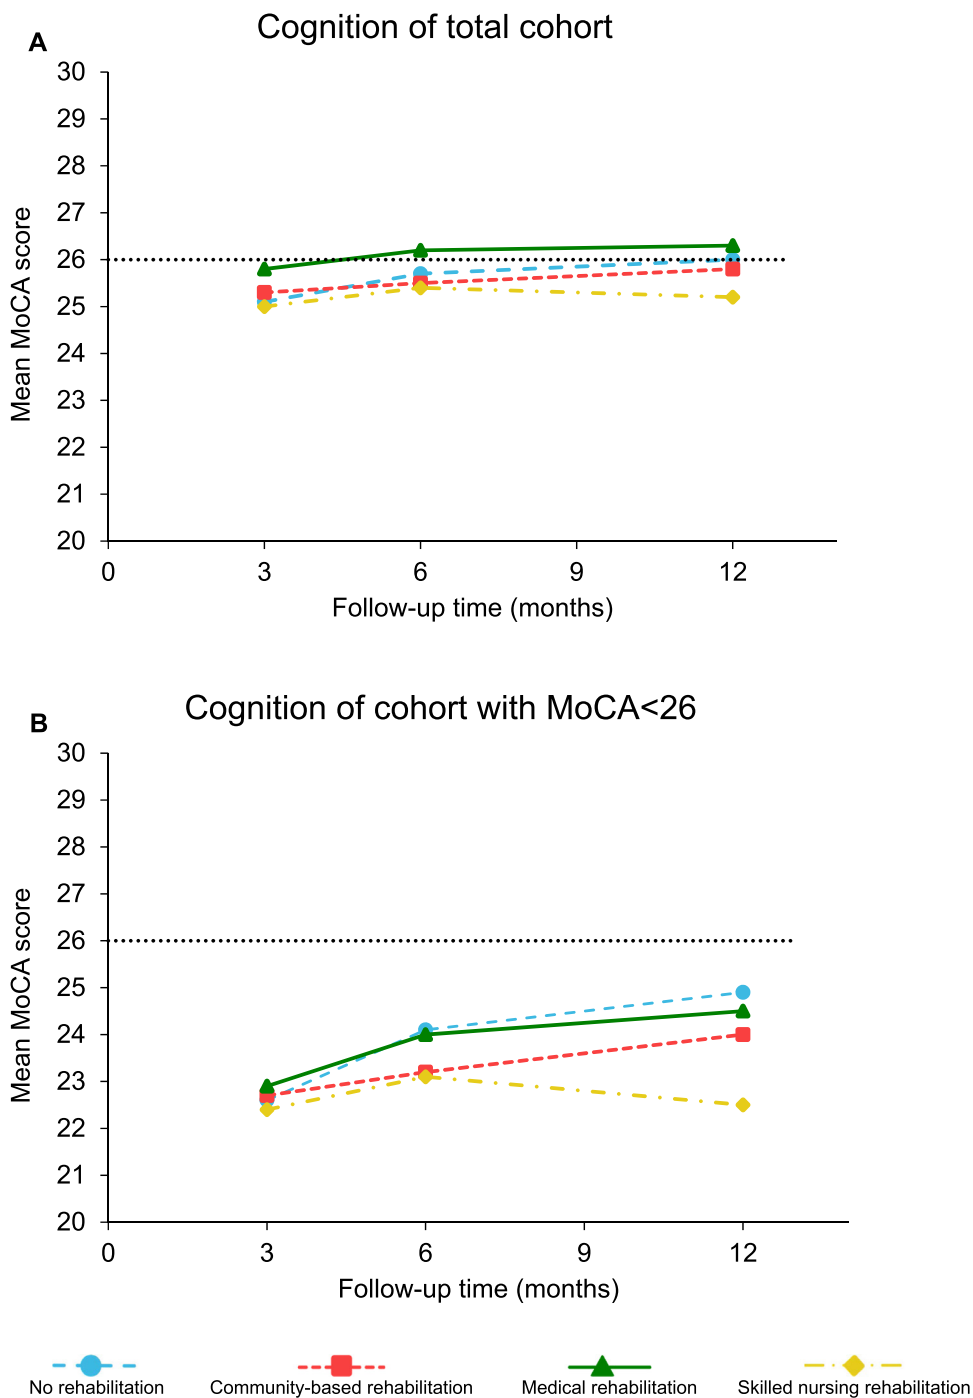 Cognition of total cohort
A
30
29
28
27
26
25
24
23
22
21
20
Mean MoCA score
0 3 6 9 12
Follow-up time (months)
Cognition of cohort with MoCA<26
B
30
29
28
27
26
25
24
23
22
21
20
Mean MoCA score
0 3 6 9 12
Follow-up time (months)
No rehabilitation Community-based rehabilitation Medical rehabilitation Skilled nursing rehabilitation